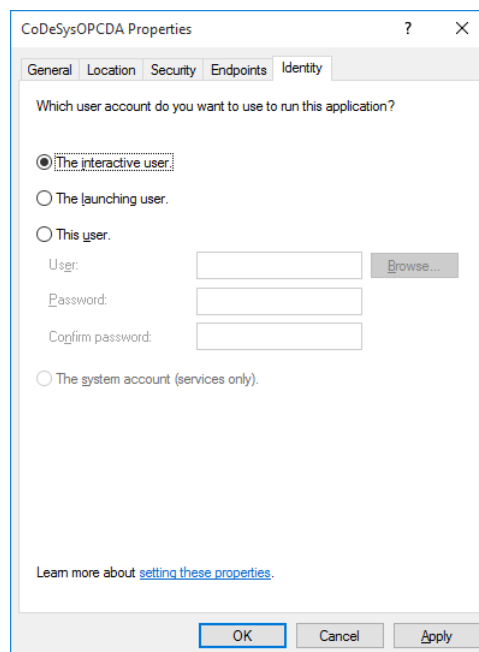 CoDeSysOPCDA Properties
General Location Security Endpoints Identity
Which user account do you want to use to run this application?
The interactive user.
The launching user.
This user.
User:
Browse...
Password:
Confirm password:
The system account (services only).
Learn more about setting these properties.
OK Cancel Apply